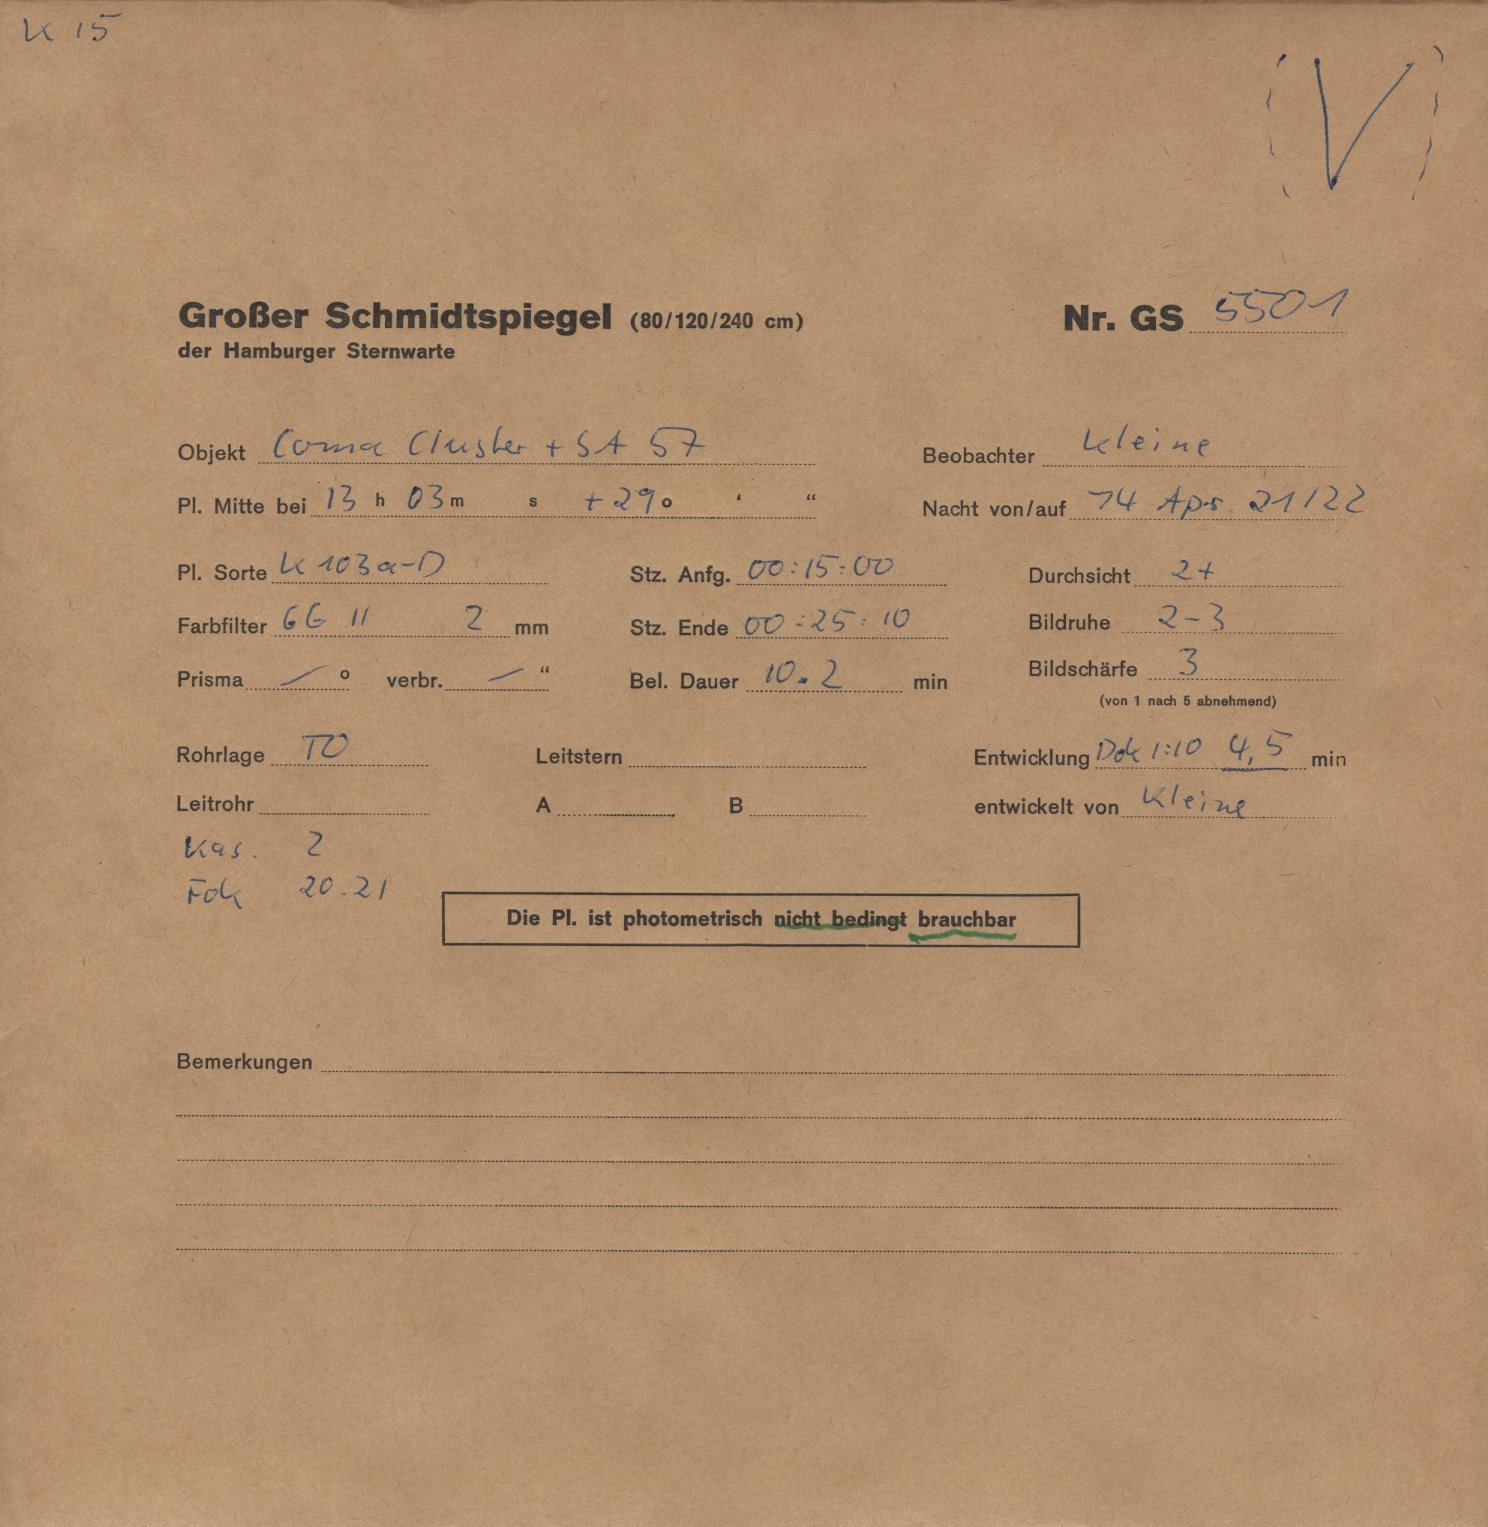 K 15
(V)
Großer Schmidtspiegel (80/120/240 cm) Nr. GS 5501
der Hamburger Sternwarte
Objekt Coma Cluster + SA 57 Beobachter Kleine
Pl. Mitte bei 13 h 03 m s + 29 o ‘ “ Nacht von/auf 74 Apr. 21/22
Pl. Sorte K 103a-D Stz. Anfg. 00:15:00 Durchsicht 2+
Farbfilter GG 11 2 mm Stz. Ende 00:25:10 Bildruhe 2-3
Prisma — o verbr. — “ Bel. Dauer 10.2 min Bildschärfe 3
(von 1 nach 5 abnehmend)
Rohrlage TO Leitstern Entwicklung Dok 1:10 4,5 min
Leitrohr A B entwickelt von Kleine
Kas. 2
Fok 20.21
Die Pl. ist photometrisch nicht bedingt brauchbar
Bemerkungen